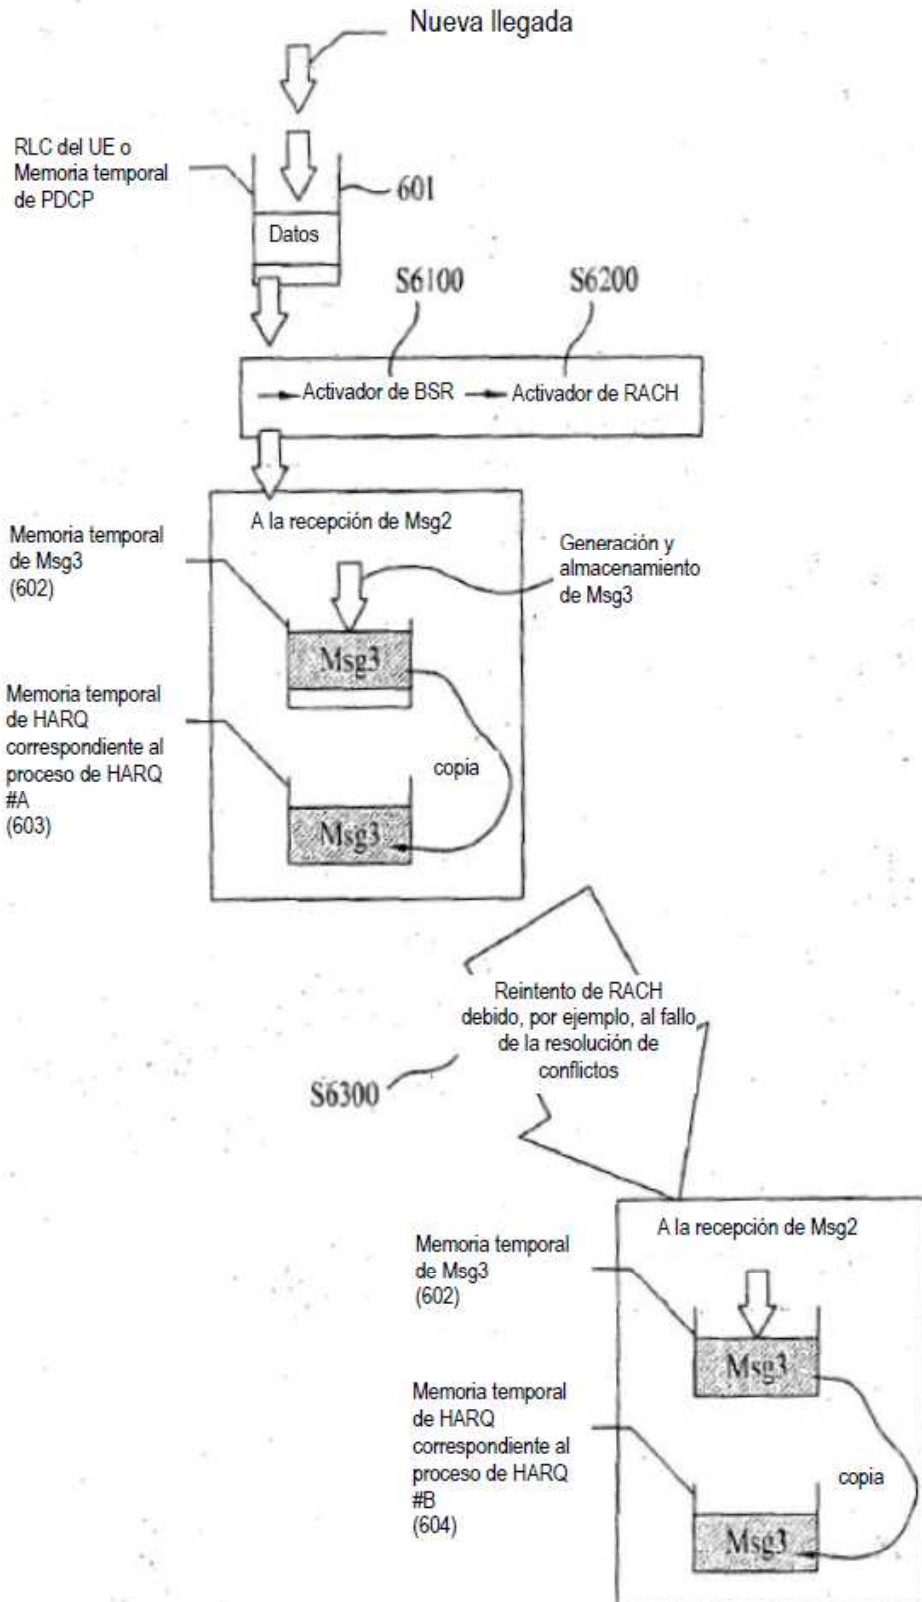 Nueva llegada
RLC del UE o
Memoria temporal
de PDCP
601
Datos
S6100
S6200
Activador de BSR
Activador de RACH
A la recepción de Msg2
Memoria temporal
de Msg3
(602)
Generación y
almacenamiento
de Msg3
Msg3
Memoria temporal
de HARQ
correspondiente al
proceso de HARQ
#A
(603)
copia
Msg3
Reintento de RACH
debido, por ejemplo, al fallo
de la resolución de
conflictos
S6300
A la recepción de Msg2
Memoria temporal
de Msg3
(602)
Msg3
Memoria temporal
de HARQ
correspondiente al
proceso de HARQ
#B
(604)
copia
Msg3